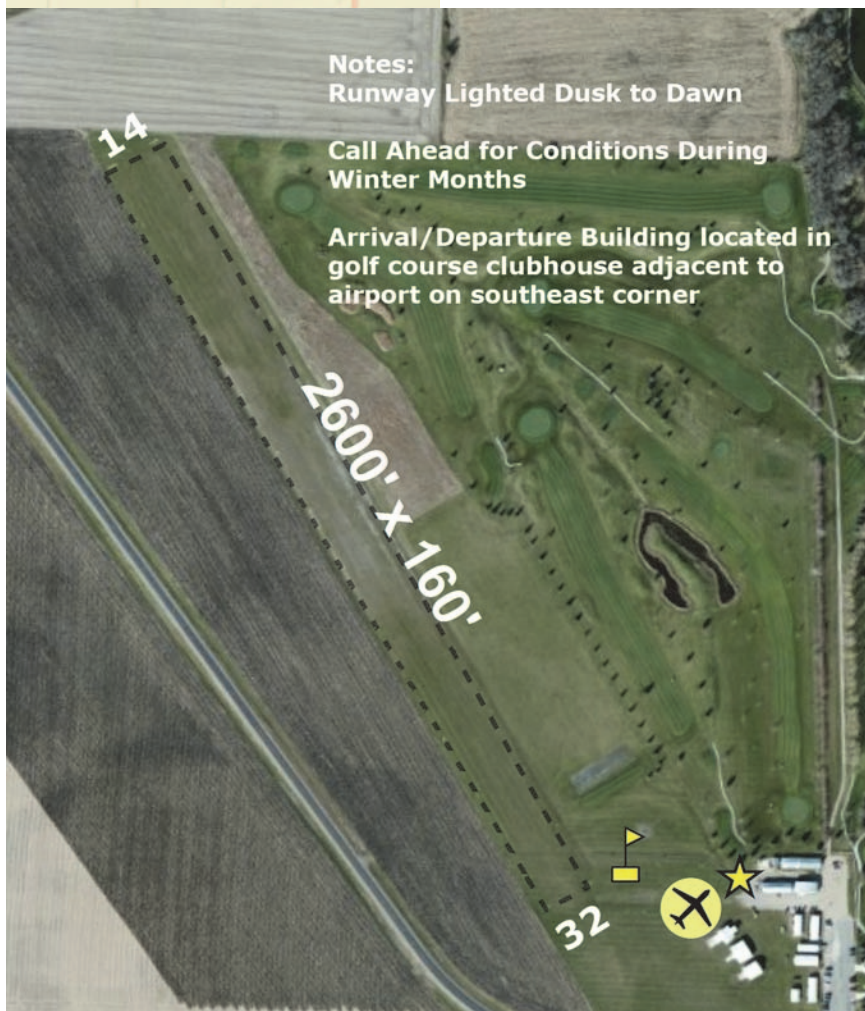 Notes:
Runway Lighted Dusk to Dawn
Call Ahead for Conditions During
Winter Months
Arrival/Departure Building located in
golf course clubhouse adjacent to
airport on southeast corner
14
2600' x 160'
32